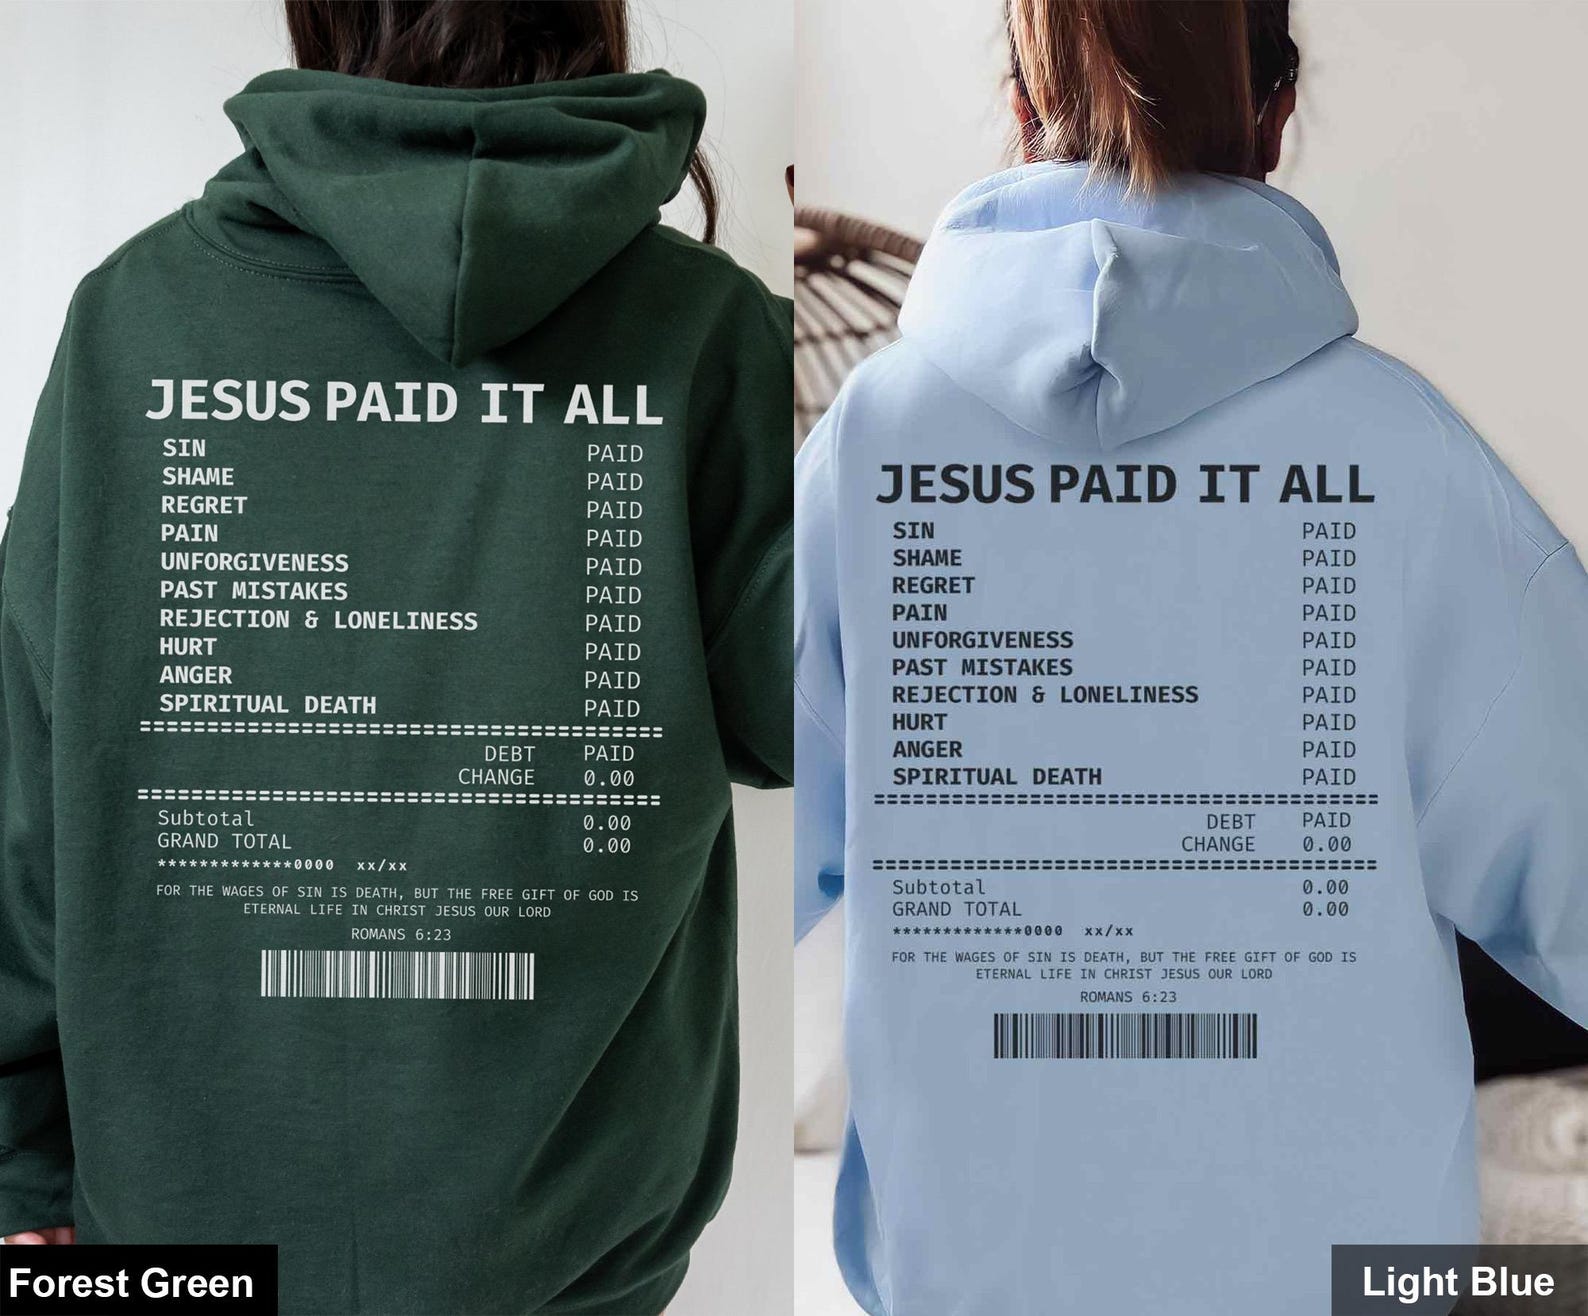 JESUS PAID IT ALL
SIN PAID
SHAME PAID
REGRET PAID
PAIN PAID
UNFORGIVENESS PAID
PAST MISTAKES PAID
REJECTION & LONELINESS PAID
HURT PAID
ANGER PAID
SPIRITUAL DEATH PAID
DEBT PAID
CHANGE 0.00
Subtotal 0.00
GRAND TOTAL 0.00
*************0000 xx/xx
FOR THE WAGES OF SIN IS DEATH, BUT THE FREE GIFT OF GOD IS
ETERNAL LIFE IN CHRIST JESUS OUR LORD
ROMANS 6:23
Forest Green
JESUS PAID IT ALL
SIN PAID
SHAME PAID
REGRET PAID
PAIN PAID
UNFORGIVENESS PAID
PAST MISTAKES PAID
REJECTION & LONELINESS PAID
HURT PAID
ANGER PAID
SPIRITUAL DEATH PAID
DEBT PAID
CHANGE 0.00
Subtotal 0.00
GRAND TOTAL 0.00
*************0000 xx/xx
FOR THE WAGES OF SIN IS DEATH, BUT THE FREE GIFT OF GOD IS
ETERNAL LIFE IN CHRIST JESUS OUR LORD
ROMANS 6:23
Light Blue